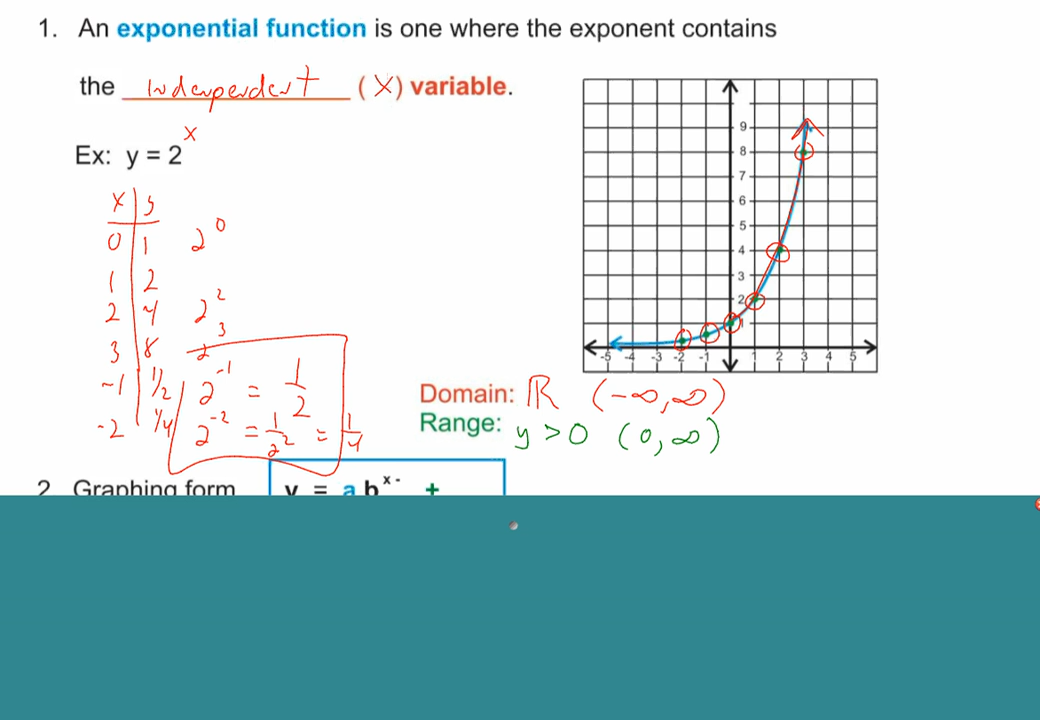 1. An exponential function is one where the exponent contains
the independent (x) variable.
Ex: y = 2^x
x | y
0 | 1 2^0
1 | 2
2 | 4 2^2
3 | 8 2^3
-1 | 1/2 2^-1 = 1/2
-2 | 1/4 2^-2 = 1/2^2 = 1/4
9
8
7
6
5
4
3
2
1
-5 -4 -3 -2 -1 1 2 3 4 5
Domain: ℝ (-∞,∞)
Range: y > 0 (0,∞)
2. Graphing form y = a b^x- +